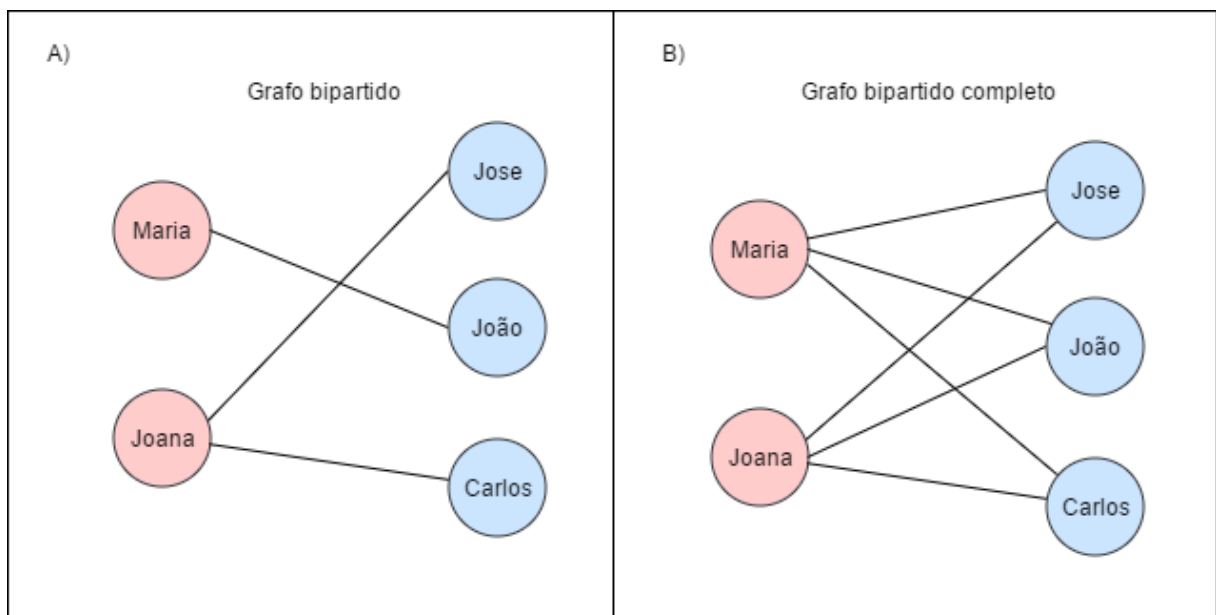 A)
Grafo bipartido
Jose
Maria
João
Joana
Carlos
B)
Grafo bipartido completo
Jose
Maria
João
Joana
Carlos